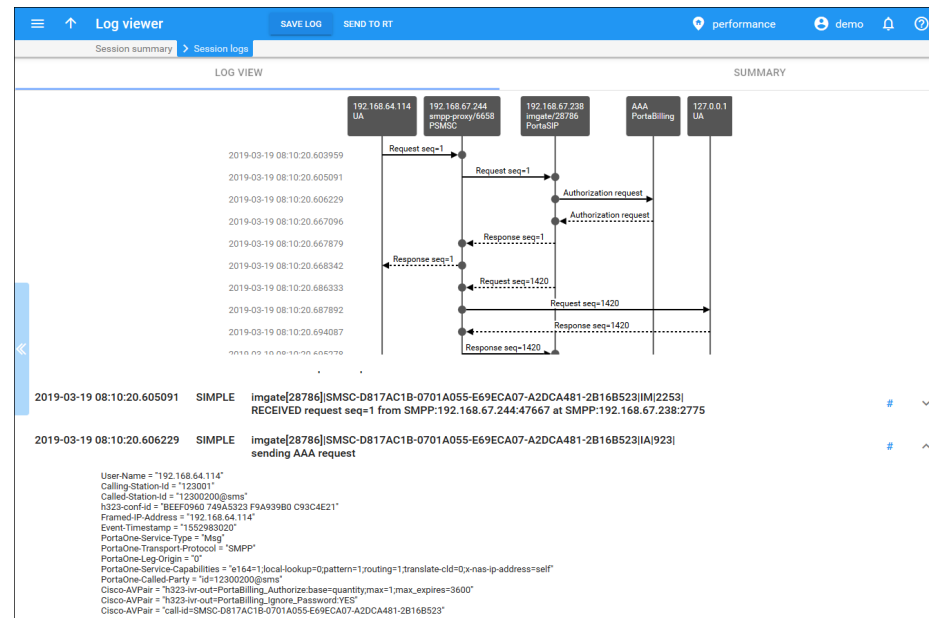 Log viewer
SAVE LOG
SEND TO RT
performance
demo
Session summary
Session logs
LOG VIEW
SUMMARY
192.168.64.114
UA
192.168.67.244
smpp-proxy/6658
PSMSC
192.168.67.238
imgate/28786
PortaSIP
AAA
PortaBilling
127.0.0.1
UA
2019-03-19 08:10:20.603959
Request seq=1
2019-03-19 08:10:20.605091
Request seq=1
2019-03-19 08:10:20.606229
Authorization request
2019-03-19 08:10:20.667096
Authorization request
2019-03-19 08:10:20.667879
Response seq=1
2019-03-19 08:10:20.668342
Response seq=1
2019-03-19 08:10:20.686333
Request seq=1420
2019-03-19 08:10:20.687892
Request seq=1420
2019-03-19 08:10:20.694087
Response seq=1420
2019-03-19 08:10:20.695278
Response seq=1420
2019-03-19 08:10:20.605091 SIMPLE imgate[28786]|SMSC-D817AC1B-0701A055-E69ECA07-A2DCA481-2B16B523|IM|2253| #
RECEIVED request seq=1 from SMPP:192.168.67.244:47667 at SMPP:192.168.67.238:2775
2019-03-19 08:10:20.606229 SIMPLE imgate[28786]|SMSC-D817AC1B-0701A055-E69ECA07-A2DCA481-2B16B523|IA|923| #
sending AAA request
User-Name = "192.168.64.114"
Calling-Station-Id = "123001"
Called-Station-Id = "12300200@sms"
h323-conf-id = "BEEF0960 749A5323 F9A939B0 C93C4E21"
Framed-IP-Address = "192.168.64.114"
Event-Timestamp = "1552983020"
PortaOne-Service-Type = "Msg"
PortaOne-Transport-Protocol = "SMPP"
PortaOne-Leg-Origin = "0"
PortaOne-Service-Capabilities = "e164=1;local-lookup=0;pattern=1;routing=1;translate-cld=0;x-nas-ip-address=self"
PortaOne-Called-Party = "id=12300200@sms"
Cisco-AVPair = "h323-ivr-out=PortaBilling_Authorize:base=quantity;max=1;max_expires=3600"
Cisco-AVPair = "h323-ivr-out=PortaBilling_Ignore_Password:YES"
Cisco-AVPair = "call-id=SMSC-D817AC1B-0701A055-E69ECA07-A2DCA481-2B16B523"